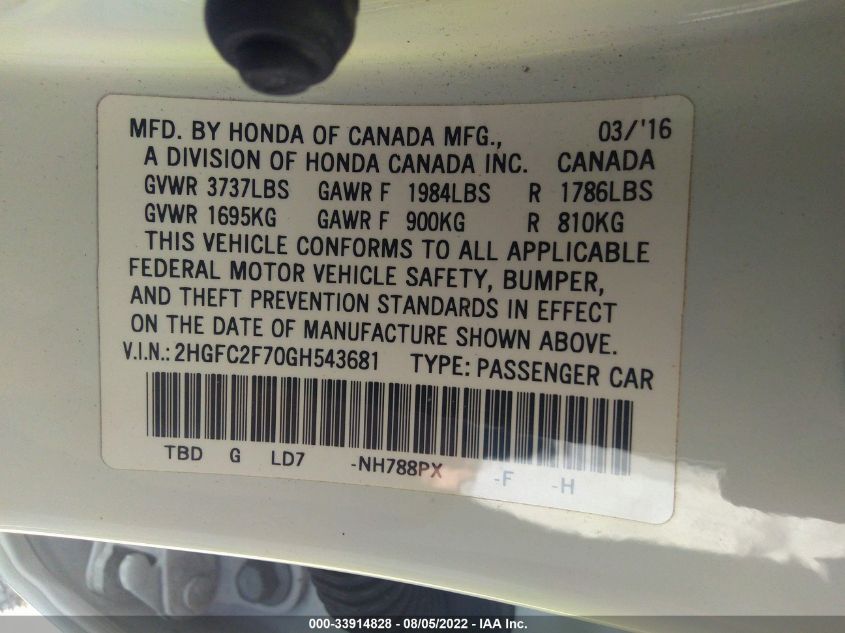 MFD. BY HONDA OF CANADA MFG., 03/'16
A DIVISION OF HONDA CANADA INC. CANADA
GVWR 3737LBS GAWR F 1984LBS R 1786LBS
GVWR 1695KG GAWR F 900KG R 810KG
THIS VEHICLE CONFORMS TO ALL APPLICABLE
FEDERAL MOTOR VEHICLE SAFETY, BUMPER,
AND THEFT PREVENTION STANDARDS IN EFFECT
ON THE DATE OF MANUFACTURE SHOWN ABOVE.
V.I.N.: 2HGFC2F70GH543681 TYPE: PASSENGER CAR
TBD G LD7 -NH788PX -F -H
000-33914828 - 08/05/2022 - IAA Inc.